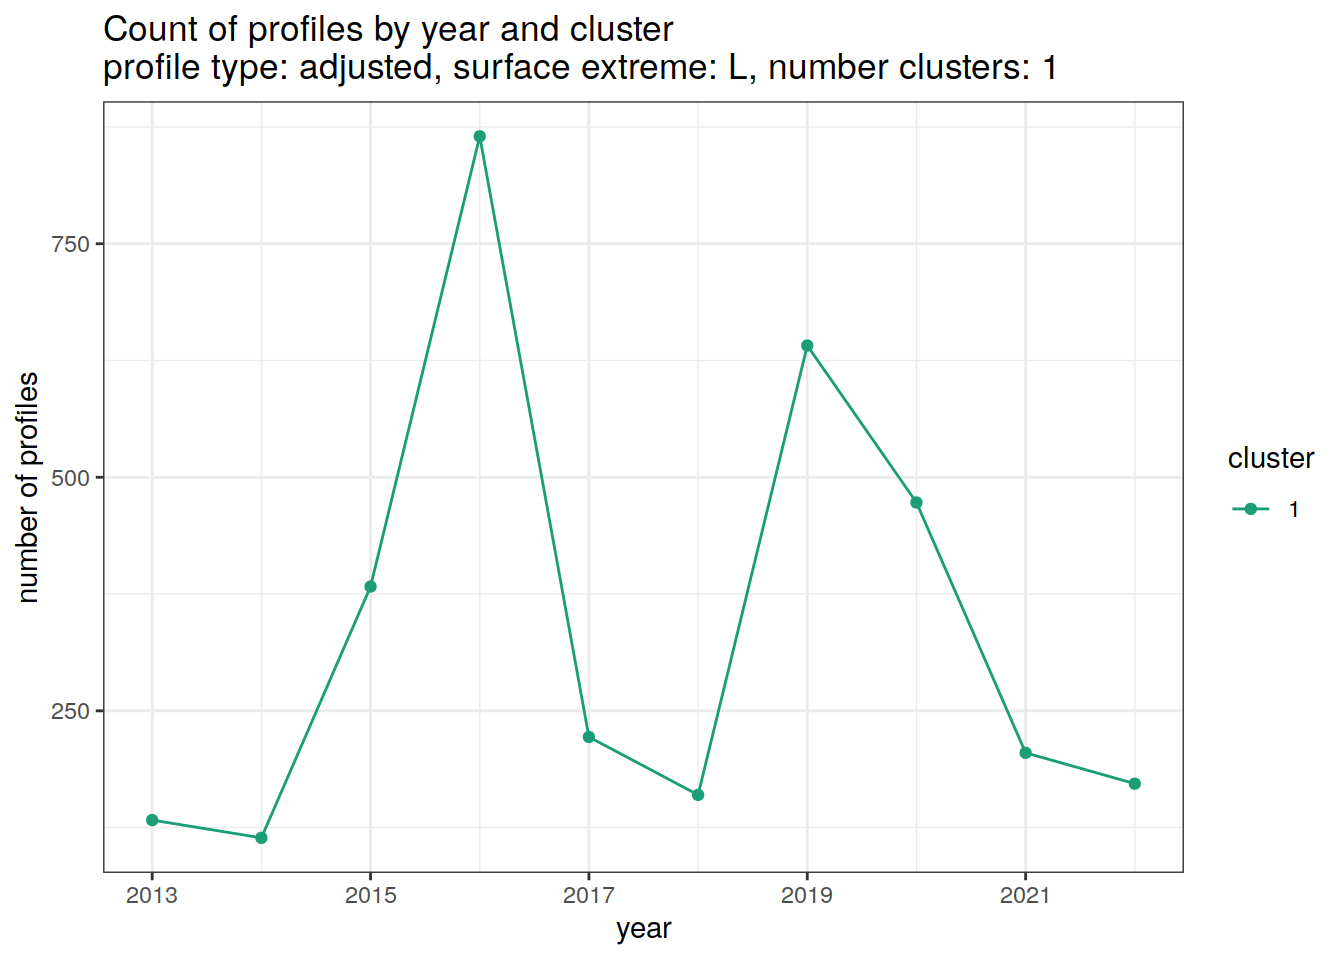 Count of profiles by year and cluster
profile type: adjusted, surface extreme: L, number clusters: 1
750
500
250
number of profiles
2013 2015 2017 2019 2021
year
cluster
1